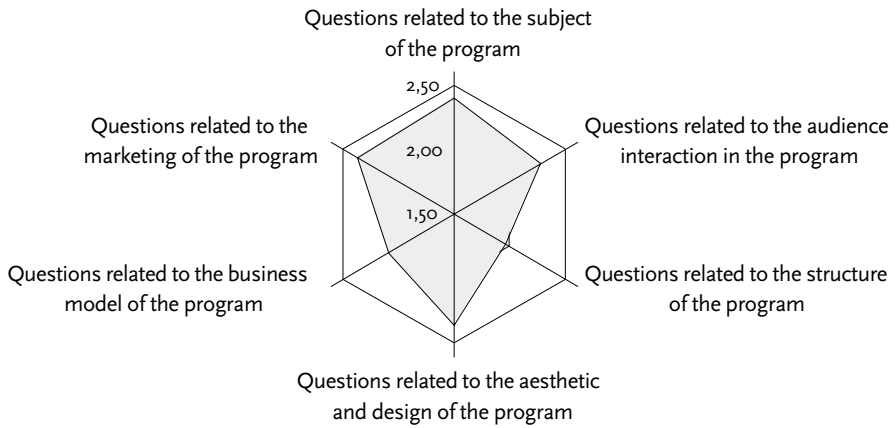 Questions related to the subject
of the program
2,50
Questions related to the
marketing of the program
Questions related to the audience
interaction in the program
2,00
1,50
Questions related to the business
model of the program
Questions related to the structure
of the program
Questions related to the aesthetic
and design of the program